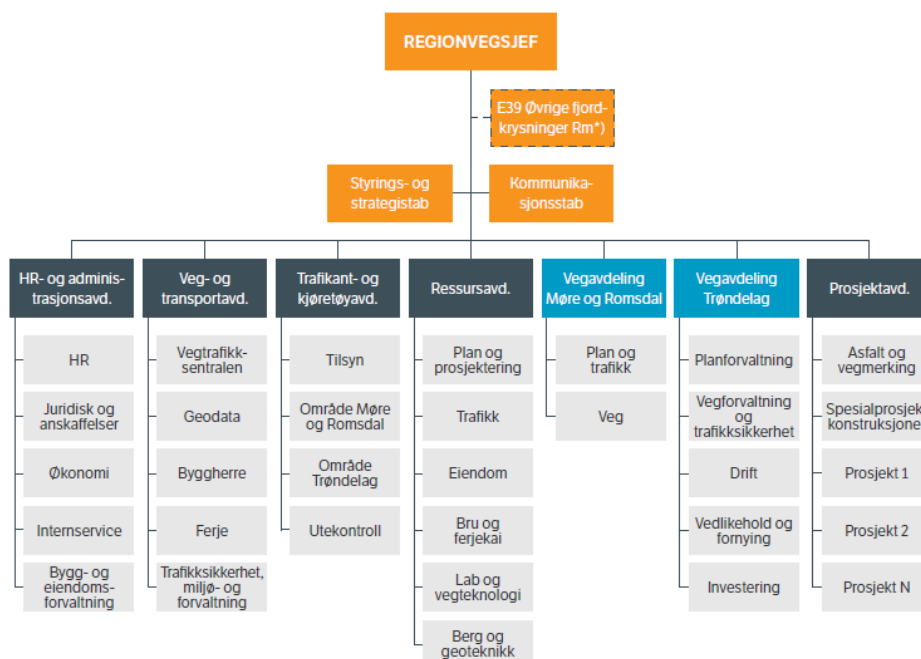 REGIONVEGSJEF
E39 Øvrige fjord-
krysninger Rm*)
Styrings- og
strategistab
Kommunika-
sjonsstab
HR- og adminis-
trasjonsavd.
Veg- og
transportavd.
Trafikant- og
kjøretøyavd.
Ressursavd.
Vegavdeling
Møre og Romsdal
Vegavdeling
Trøndelag
Prosjektavd.
HR
Juridisk og
anskaffelser
Økonomi
Internservice
Bygg- og
eiendoms-
forvaltning
Vegtrafikk-
sentralen
Geodata
Byggherre
Ferje
Trafikksikkerhet,
miljø- og
forvaltning
Tilsyn
Område Møre
og Romsdal
Område
Trøndelag
Utekontroll
Plan og
prosjektering
Trafikk
Eiendom
Bru og
ferjekai
Lab og
vegteknologi
Berg og
geoteknikk
Plan og
trafikk
Veg
Planforvaltning
Vegforvaltning
og
trafikksikkerhet
Drift
Vedlikehold og
fornying
Investering
Asfalt og
vegmerking
Spesialprosjek
konstruksjone
Prosjekt 1
Prosjekt 2
Prosjekt N